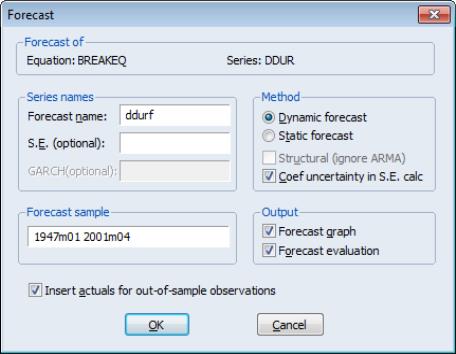 Forecast
Forecast of
Equation: BREAKEQ Series: DDUR
Series names
Forecast name: ddurf
S.E. (optional):
GARCH(optional):
Method
Dynamic forecast
Static forecast
Structural (ignore ARMA)
Coef uncertainty in S.E. calc
Forecast sample
1947m01 2001m04
Output
Forecast graph
Forecast evaluation
Insert actuals for out-of-sample observations
OK Cancel